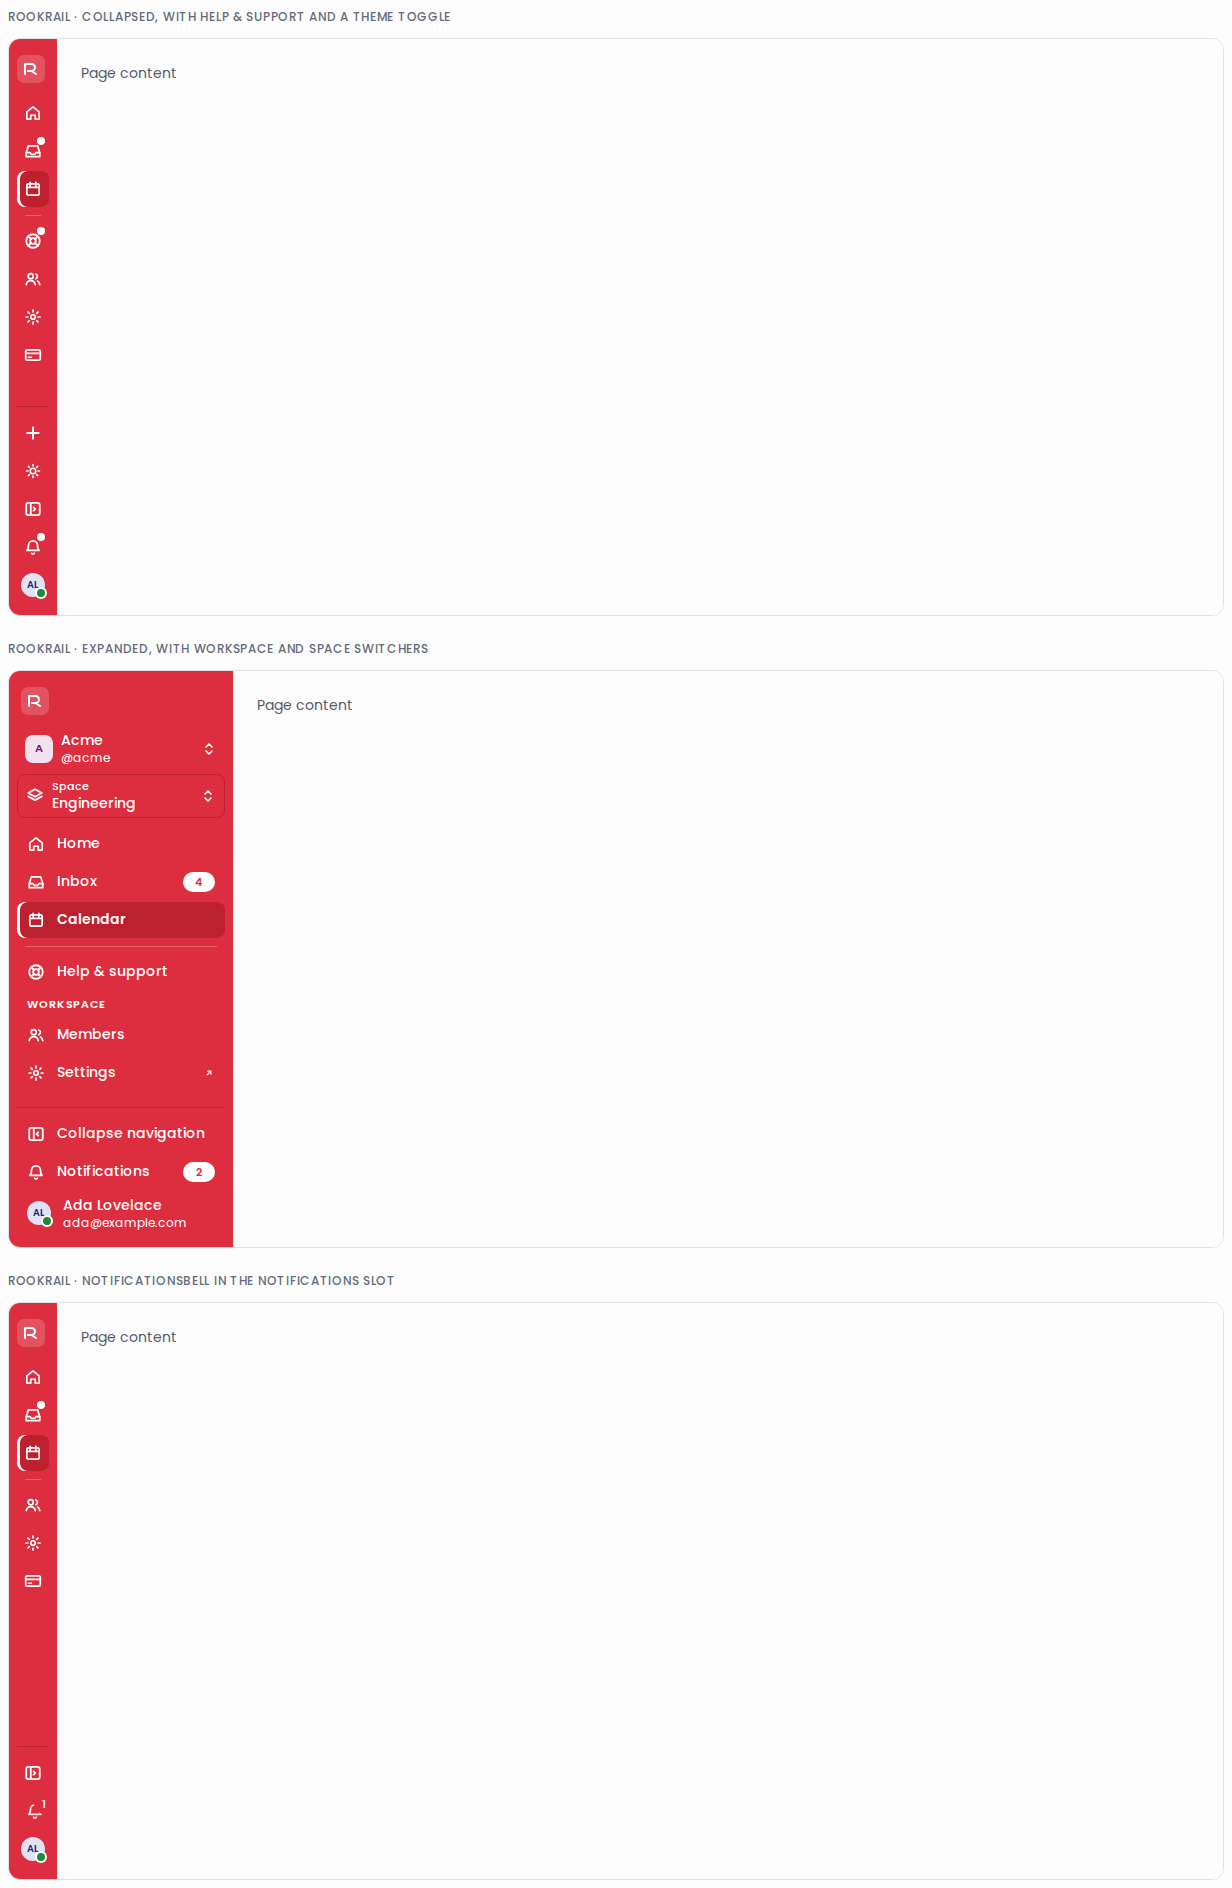 ROOKRAIL · COLLAPSED, WITH HELP & SUPPORT AND A THEME TOGGLE
R
Page content
AL
ROOKRAIL · EXPANDED, WITH WORKSPACE AND SPACE SWITCHERS
R
Page content
A
Acme
@acme
Space
Engineering
Home
Inbox 4
Calendar
Help & support
WORKSPACE
Members
Settings
Collapse navigation
Notifications 2
AL
Ada Lovelace
ada@example.com
ROOKRAIL · NOTIFICATIONSBELL IN THE NOTIFICATIONS SLOT
R
Page content
1
AL